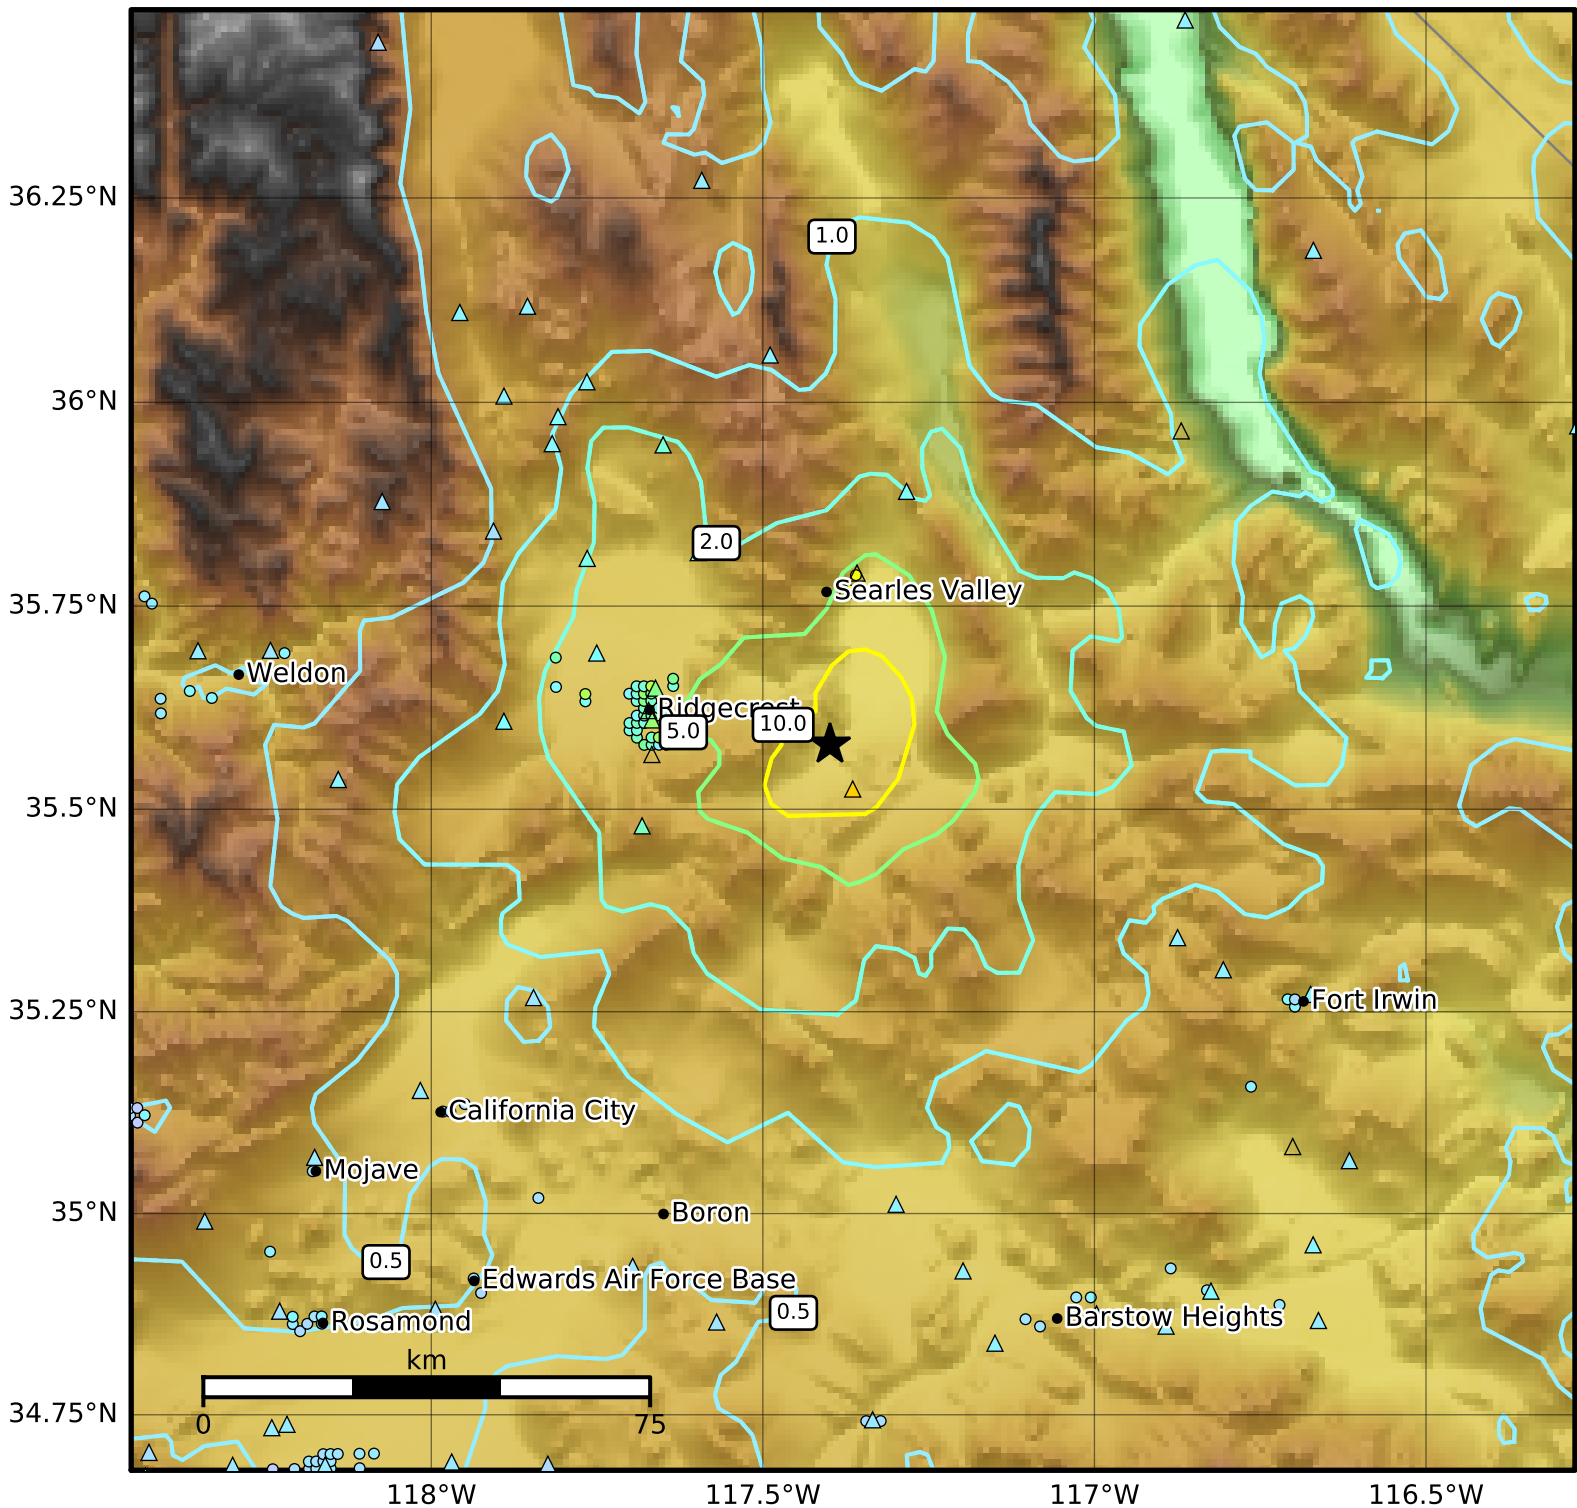 36.25°N
1.0
36°N
2.0
35.75°N
Searles Valley
Weldon
Ridgecrest
5.0
10.0
35.5°N
35.25°N
Fort Irwin
California City
Mojave
35°N
Boron
0.5
Edwards Air Force Base
0.5
Rosamond
Barstow Heights
km
0
75
34.75°N
118°W
117.5°W
117°W
116.5°W